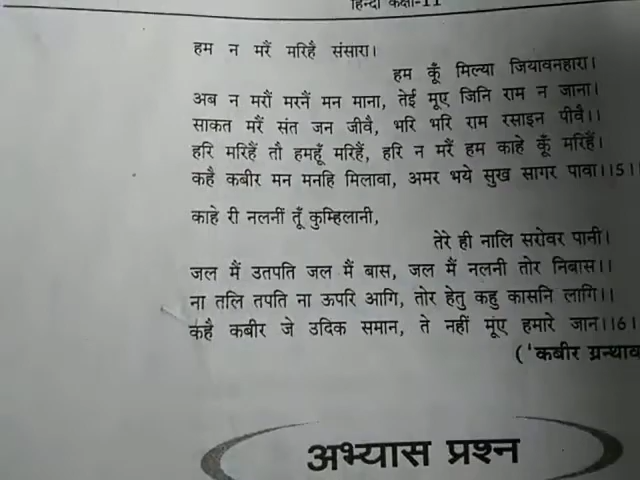 हिन्दी कक्षा-11
हम न मरैं मरिहै संसारा।
हम कूँ मिल्या जियावनहारा।
अब न मरौं मरनैं मन माना, तेई मूए जिनि राम न जाना।
साकत मरैं संत जन जीवै, भरि भरि राम रसाइन पीवै।।
हरि मरिहैं तौ हमहूँ मरिहैं, हरि न मरैं हम काहे कूँ मरिहैं।
कहै कबीर मन मनहि मिलावा, अमर भये सुख सागर पावा।।5।
काहे री नलनीं तूँ कुम्हिलानी,
तेरे ही नालि सरोवर पानी।
जल मैं उतपति जल मैं बास, जल मैं नलनी तोर निबास।।
ना तलि तपति ना ऊपरि आगि, तोर हेतु कहु कासनि लागि।।
कहै कबीर जे उदिक समान, ते नहीं मूंए हमारे जान।।6।
('कबीर ग्रन्थाव
अभ्यास प्रश्न